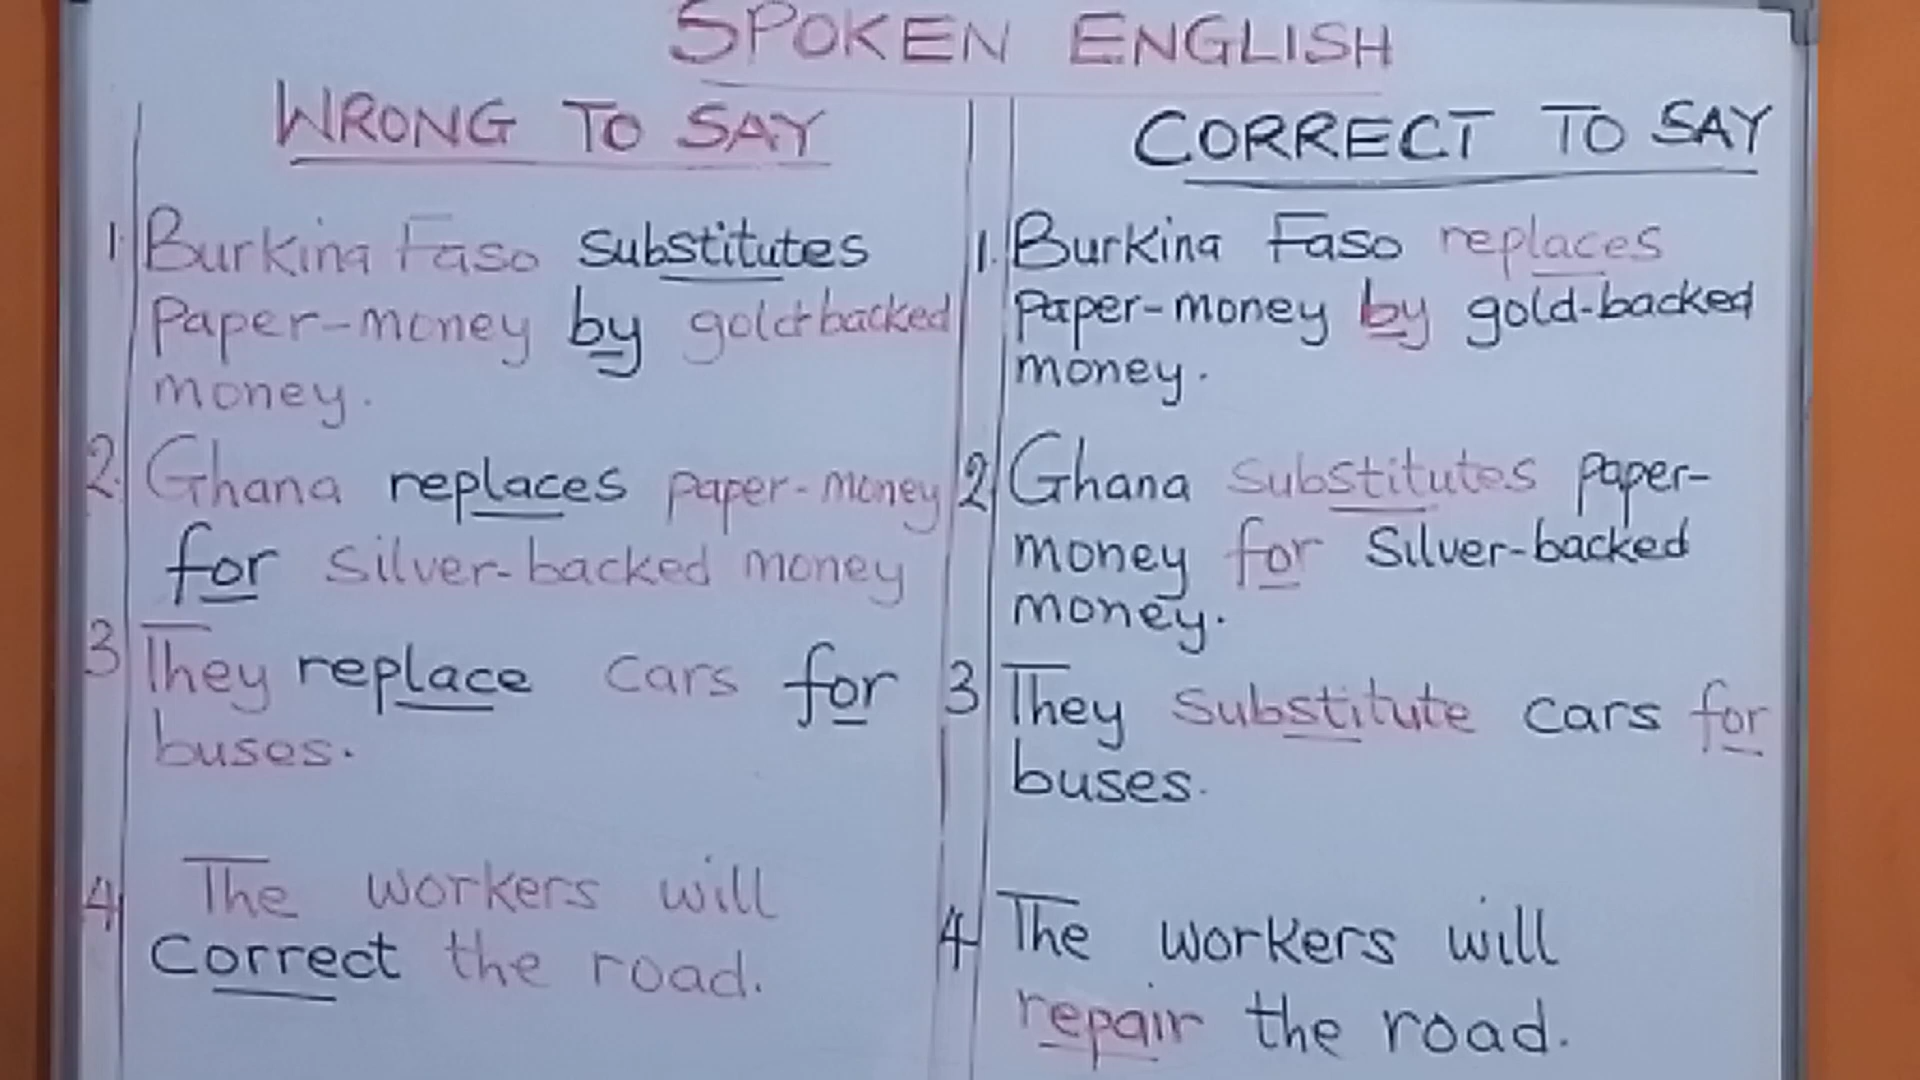 SPOKEN ENGLISH
WRONG TO SAY
1. Burkina Faso substitutes
Paper-money by gold-backed
money.
2. Ghana replaces paper-money
for Silver-backed money
3 They replace cars for
buses.
4 The workers will
Correct the road.
CORRECT TO SAY
1. Burkina Faso replaces
Paper-money by gold-backed
money.
2 Ghana Substitutes paper-
money for Silver-backed
money.
3 They Substitute cars for
buses.
4 The workers will
repair the road.